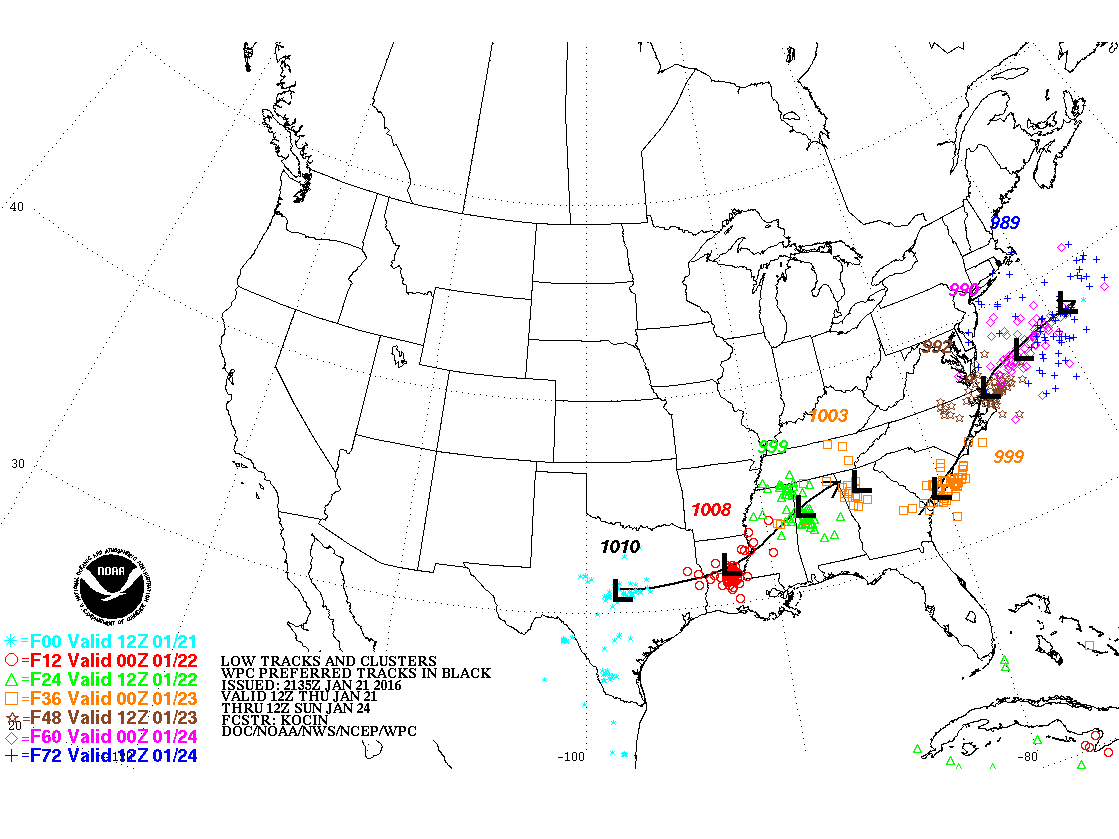 40
989
990
992
1003
999
999
30
1008
1010
NOAA
=F00 Valid 12Z 01/21
=F12 Valid 00Z 01/22
=F24 Valid 12Z 01/22
=F36 Valid 00Z 01/23
=F48 Valid 12Z 01/23
20
=F60 Valid 00Z 01/24
=F72 Valid 12Z 01/24
LOW TRACKS AND CLUSTERS
WPC PREFERRED TRACKS IN BLACK
ISSUED: 2135Z JAN 21 2016
VALID 12Z THU JAN 21
THRU 12Z SUN JAN 24
FCSTR: KOCIN
DOC/NOAA/NWS/NCEP/WPC
-100
-80
L
L
L
L
L
L
L
L